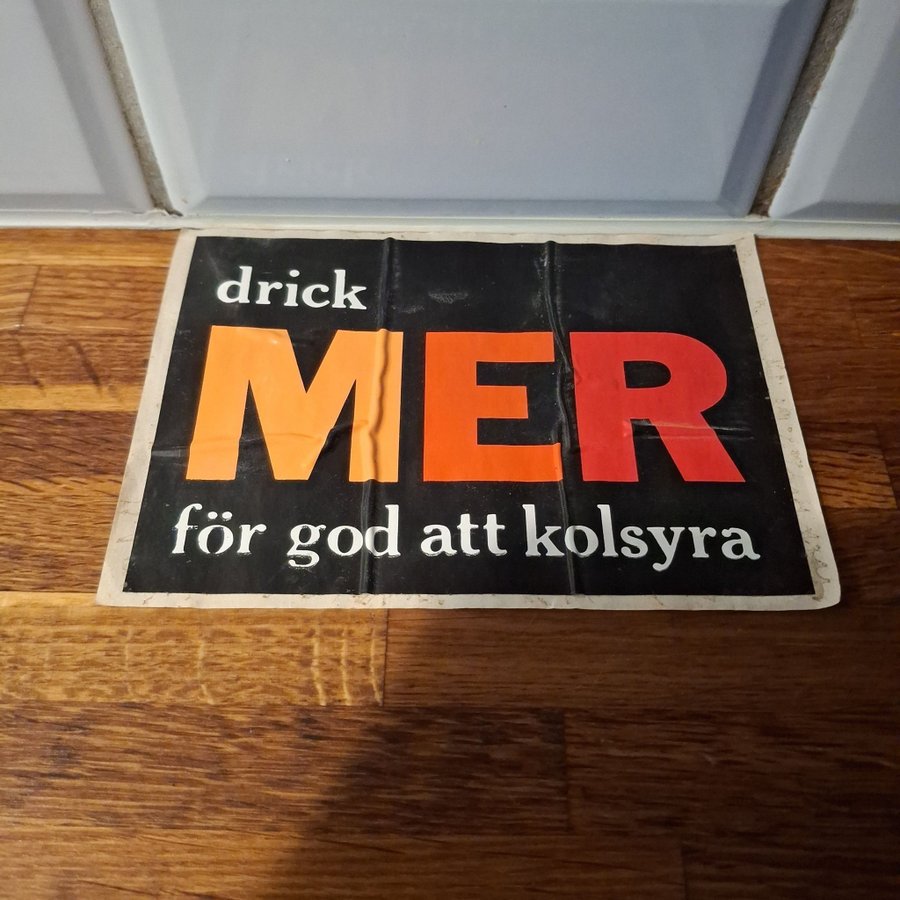 drick
MER
för god att kolsyra